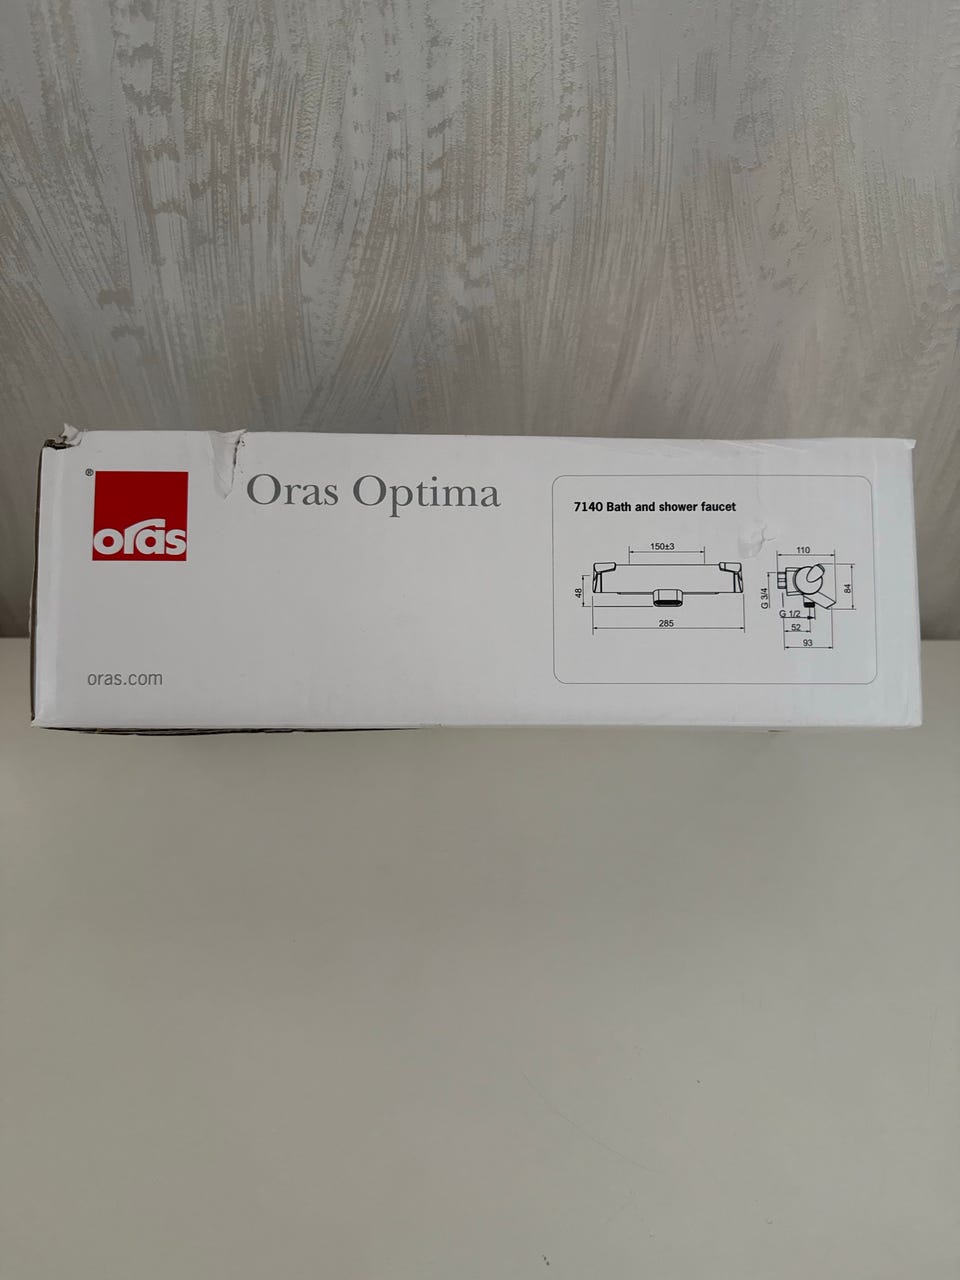 ®
oras
Oras Optima
oras.com
7140 Bath and shower faucet
150±3
48
285
110
G 3/4
84
G 1/2
52
93